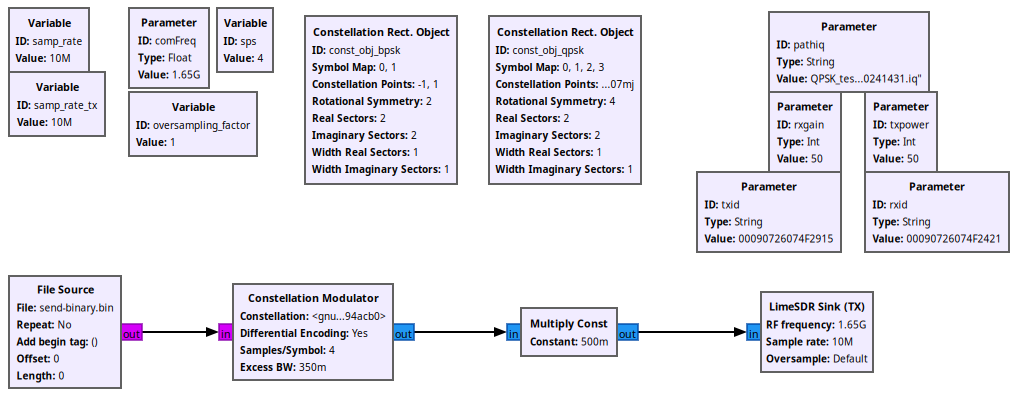 Variable
ID: samp_rate
Value: 10M
Variable
ID: samp_rate_tx
Value: 10M
Parameter
ID: comFreq
Type: Float
Value: 1.65G
Variable
ID: sps
Value: 4
Variable
ID: oversampling_factor
Value: 1
Constellation Rect. Object
ID: const_obj_bpsk
Symbol Map: 0, 1
Constellation Points: -1, 1
Rotational Symmetry: 2
Real Sectors: 2
Imaginary Sectors: 2
Width Real Sectors: 1
Width Imaginary Sectors: 1
Constellation Rect. Object
ID: const_obj_qpsk
Symbol Map: 0, 1, 2, 3
Constellation Points: ...07mj
Rotational Symmetry: 4
Real Sectors: 2
Imaginary Sectors: 2
Width Real Sectors: 1
Width Imaginary Sectors: 1
Parameter
ID: pathiq
Type: String
Value: QPSK_tes...0241431.iq"
Parameter
ID: rxgain
Type: Int
Value: 50
Parameter
ID: txpower
Type: Int
Value: 50
Parameter
ID: txid
Type: String
Value: 00090726074F2915
Parameter
ID: rxid
Type: String
Value: 00090726074F2421
File Source
File: send-binary.bin
Repeat: No
Add begin tag: ()
Offset: 0
Length: 0
out
in
Constellation Modulator
Constellation: <gnu...94acb0>
Differential Encoding: Yes
Samples/Symbol: 4
Excess BW: 350m
out
in
Multiply Const
Constant: 500m
out
in
LimeSDR Sink (TX)
RF frequency: 1.65G
Sample rate: 10M
Oversample: Default